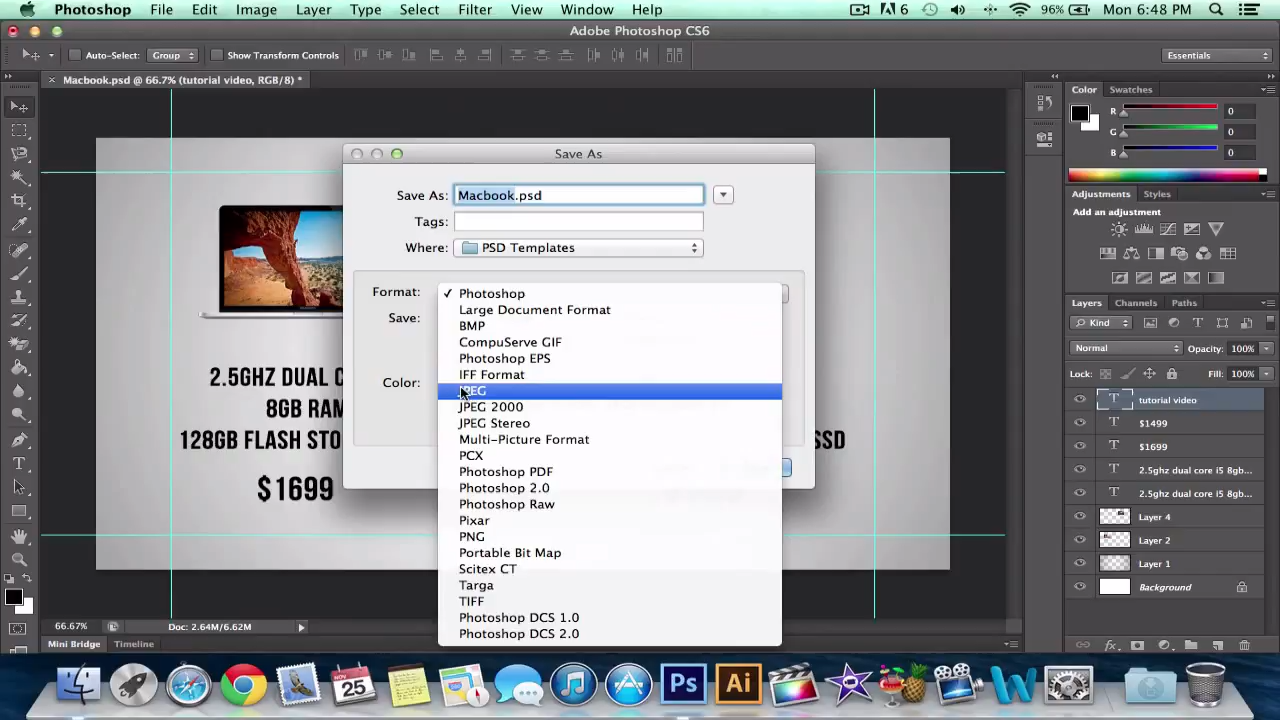 Photoshop File Edit Image Layer Type Select Filter View Window Help 6 96% Mon 6:48 PM
Adobe Photoshop CS6
Auto-Select: Group Show Transform Controls Essentials
Macbook.psd @ 66.7% (tutorial video, RGB/8) *
Color Swatches
R 0
G 0
B 0
Adjustments Styles
Add an adjustment
Layers Channels Paths
Kind
Normal Opacity: 100%
Lock: Fill: 100%
tutorial video
$1499
$1699
2.5ghz dual core i5 8gb...
2.5ghz dual core i5 8gb...
Layer 4
Layer 2
Layer 1
Background
fx
Save As
Save As: Macbook.psd
Tags:
Where: PSD Templates
Format:
Save:
Color:
Photoshop
Large Document Format
BMP
CompuServe GIF
Photoshop EPS
IFF Format
JPEG
JPEG 2000
JPEG Stereo
Multi-Picture Format
PCX
Photoshop PDF
Photoshop 2.0
Photoshop Raw
Pixar
PNG
Portable Bit Map
Scitex CT
Targa
TIFF
Photoshop DCS 1.0
Photoshop DCS 2.0
2.5GHZ DUAL
8GB RAM
128GB FLASH STO
SSD
$1699
66.67% Doc: 2.64M/6.62M
Mini Bridge Timeline
NOV 25 Ps Ai W